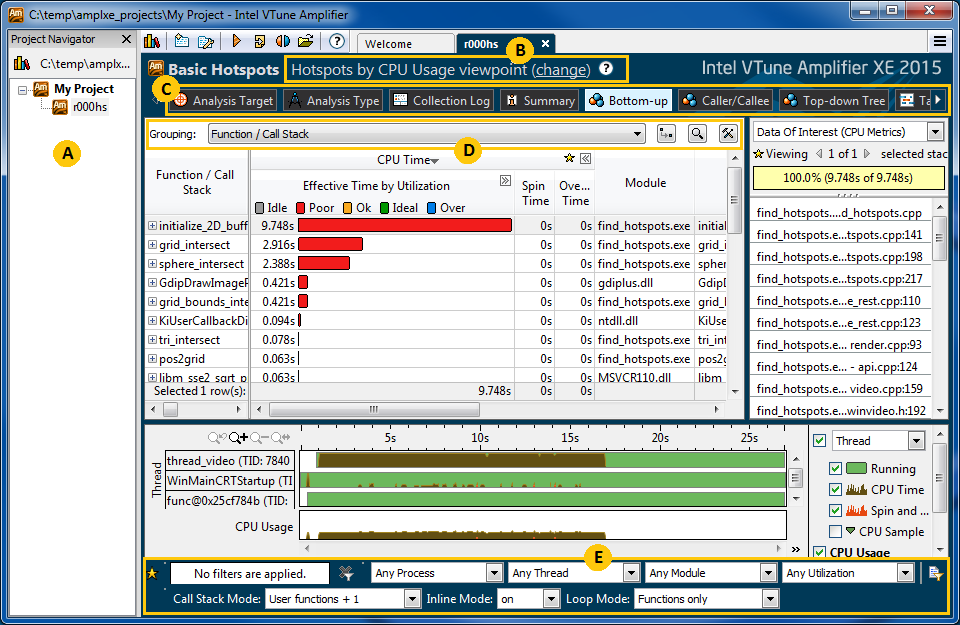 C:\temp\amplxe_projects\My Project - Intel VTune Amplifier
Project Navigator
C:\temp\amplx...
My Project
r000hs
A
Welcome
r000hs
B
Basic Hotspots
Hotspots by CPU Usage viewpoint (change)
Intel VTune Amplifier XE 2015
C
Analysis Target
Analysis Type
Collection Log
Summary
Bottom-up
Caller/Callee
Top-down Tree
Ta
Grouping:
Function / Call Stack
D
Function / Call
Stack
CPU Time
Effective Time by Utilization
Idle
Poor
Ok
Ideal
Over
Spin
Time
Ove...
Time
Module
initialize_2D_buff 9.748s 0s 0s find_hotspots.exe initial
grid_intersect 2.916s 0s 0s find_hotspots.exe grid_i
sphere_intersect 2.388s 0s 0s find_hotspots.exe spher
GdipDrawImageP 0.421s 0s 0s gdiplus.dll GdipD
grid_bounds_inte 0.421s 0s 0s find_hotspots.exe grid_l
KiUserCallbackDi 0.094s 0s 0s ntdll.dll KiUse
tri_intersect 0.078s 0s 0s find_hotspots.exe tri_int
pos2grid 0.063s 0s 0s find_hotspots.exe pos2g
libm_sse2_sqrt_p 0.063s 0s 0s MSVCR110.dll libm
Selected 1 row(s): 9.748s 0s 0s
Data Of Interest (CPU Metrics)
Viewing 1 of 1 selected stac
100.0% (9.748s of 9.748s)
find_hotspots....d_hotspots.cpp
find_hotspots.e...tspots.cpp:141
find_hotspots.e...tspots.cpp:198
find_hotspots.e...tspots.cpp:217
find_hotspots.e...e_rest.cpp:110
find_hotspots.e...e_rest.cpp:123
find_hotspots.e... render.cpp:93
find_hotspots.e... - api.cpp:124
find_hotspots.e... video.cpp:159
find_hotspots.e...winvideo.h:192
5s 10s 15s 20s 25s
Thread
thread_video (TID: 7840
WinMainCRTStartup (TI
func@0x25cf784b (TID:
CPU Usage
Thread
Running
CPU Time
Spin and ...
CPU Sample
CPU Usage
E
No filters are applied.
Any Process
Any Thread
Any Module
Any Utilization
Call Stack Mode:
User functions + 1
Inline Mode:
on
Loop Mode:
Functions only